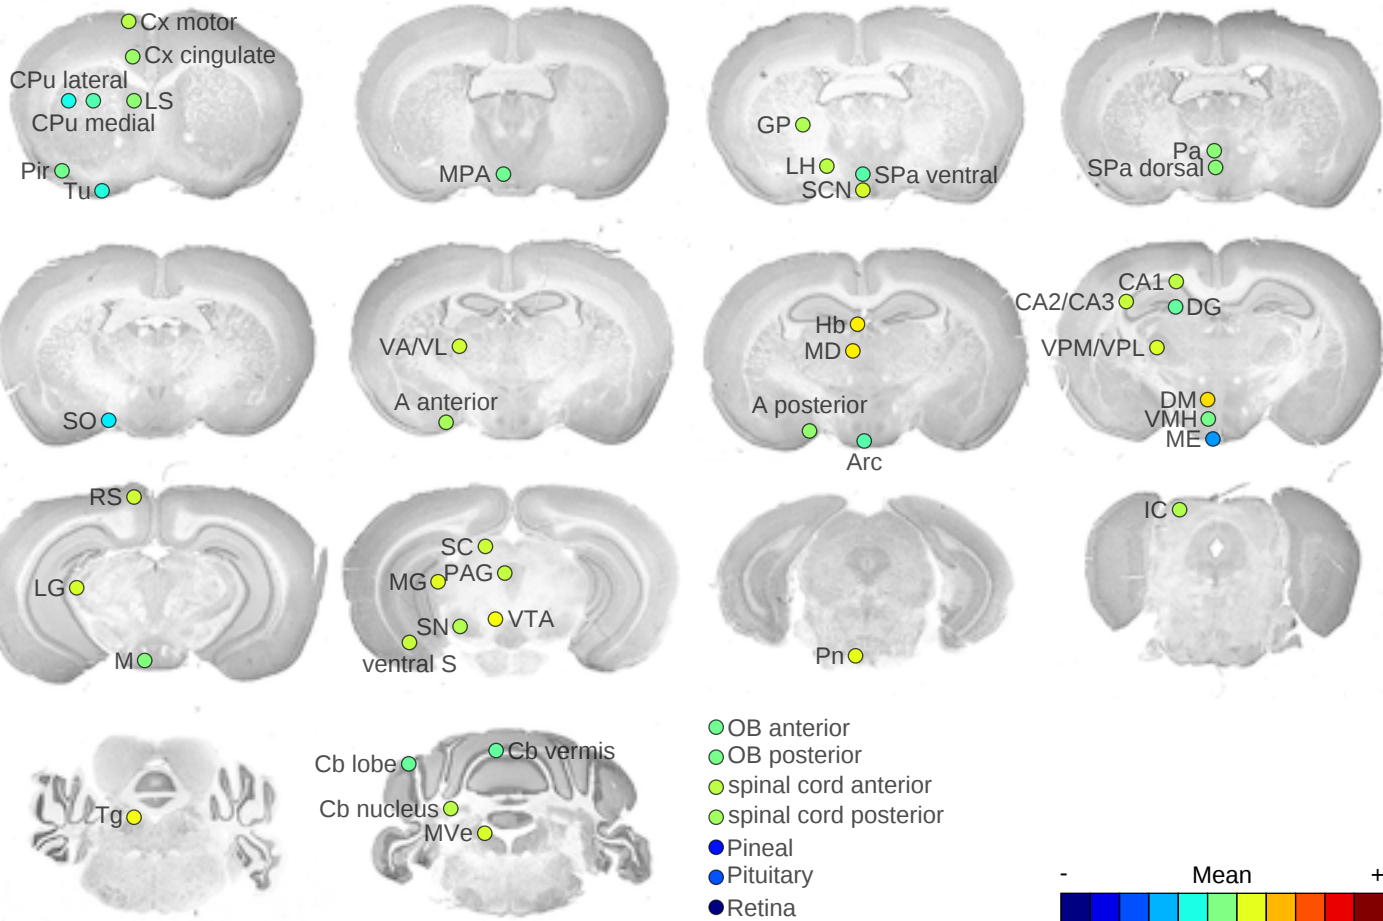 Cx motor
Cx cingulate
CPu lateral
LS
CPu medial
Pir
Tu
MPA
GP
LH
SPa ventral
SCN
Pa
SPa dorsal
SO
VA/VL
A anterior
Hb
MD
A posterior
Arc
CA1
CA2/CA3
DG
VPM/VPL
DM
VMH
ME
RS
LG
M
SC
PAG
MG
VTA
SN
ventral S
Pn
IC
Tg
Cb lobe
Cb vermis
Cb nucleus
MVe
OB anterior
OB posterior
spinal cord anterior
spinal cord posterior
Pineal
Pituitary
Retina
- Mean +